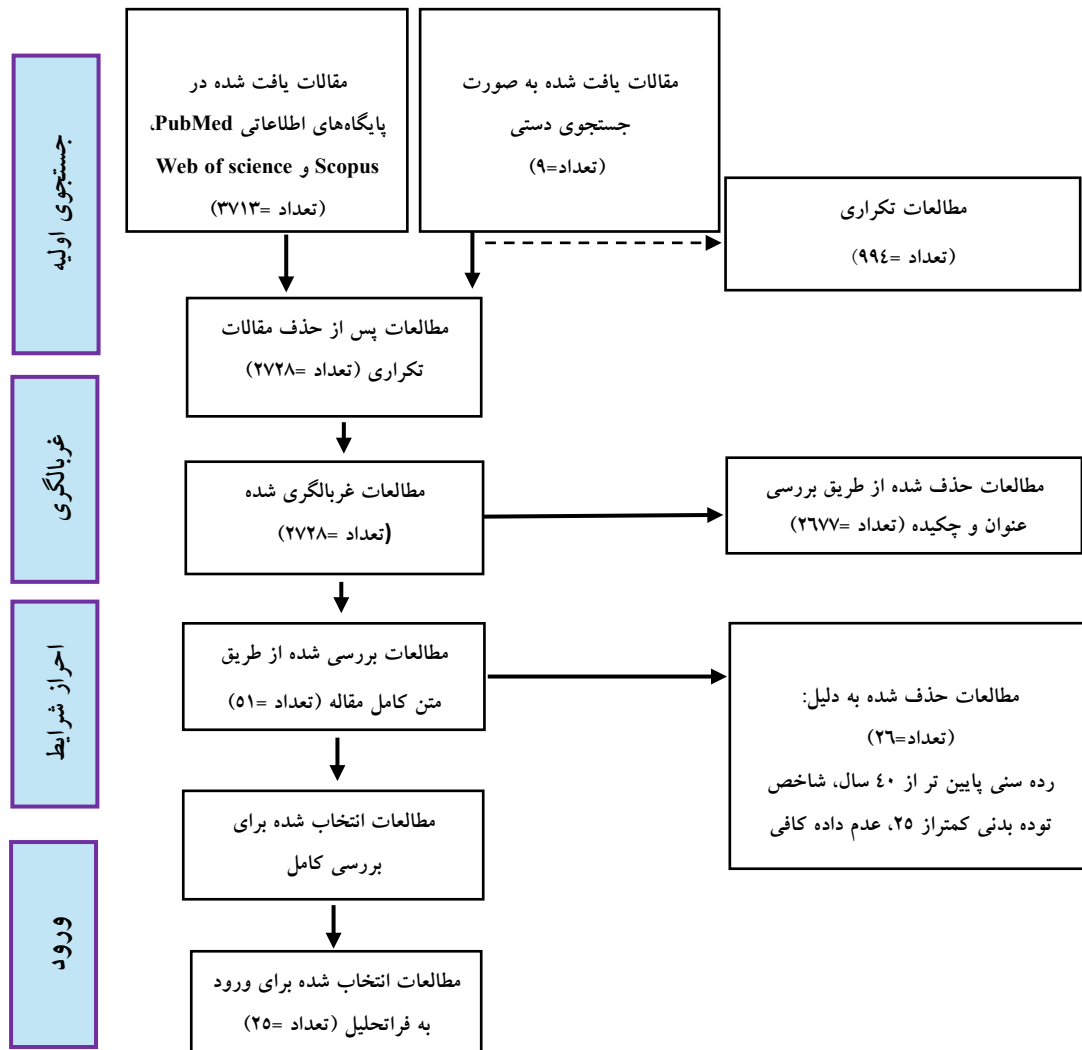 جستجوی اولیه
مقالات یافت شده به صورت
جستجوی دستی
(تعداد=۹)
مقالات یافت شده در
پایگاه‌های اطلاعاتی PubMed،
Scopus و Web of science
(تعداد =۳۷۱۳)
مطالعات تکراری
(تعداد =۹۹٤)
مطالعات پس از حذف مقالات
تکراری (تعداد =۲۷۲۸)
غربالگری
مطالعات غربالگری شده
(تعداد =۲۷۲۸)
مطالعات حذف شده از طریق بررسی
عنوان و چکیده (تعداد =۲٦۷۷)
احراز شرایط
مطالعات بررسی شده از طریق
متن کامل مقاله (تعداد =٥۱)
مطالعات حذف شده به دلیل:
(تعداد=۲٦)
رده سنی پایین تر از ٤۰ سال، شاخص
توده بدنی کمتراز ۲٥، عدم داده کافی
مطالعات انتخاب شده برای
بررسی کامل
ورود
مطالعات انتخاب شده برای ورود
به فراتحلیل (تعداد =۲٥)